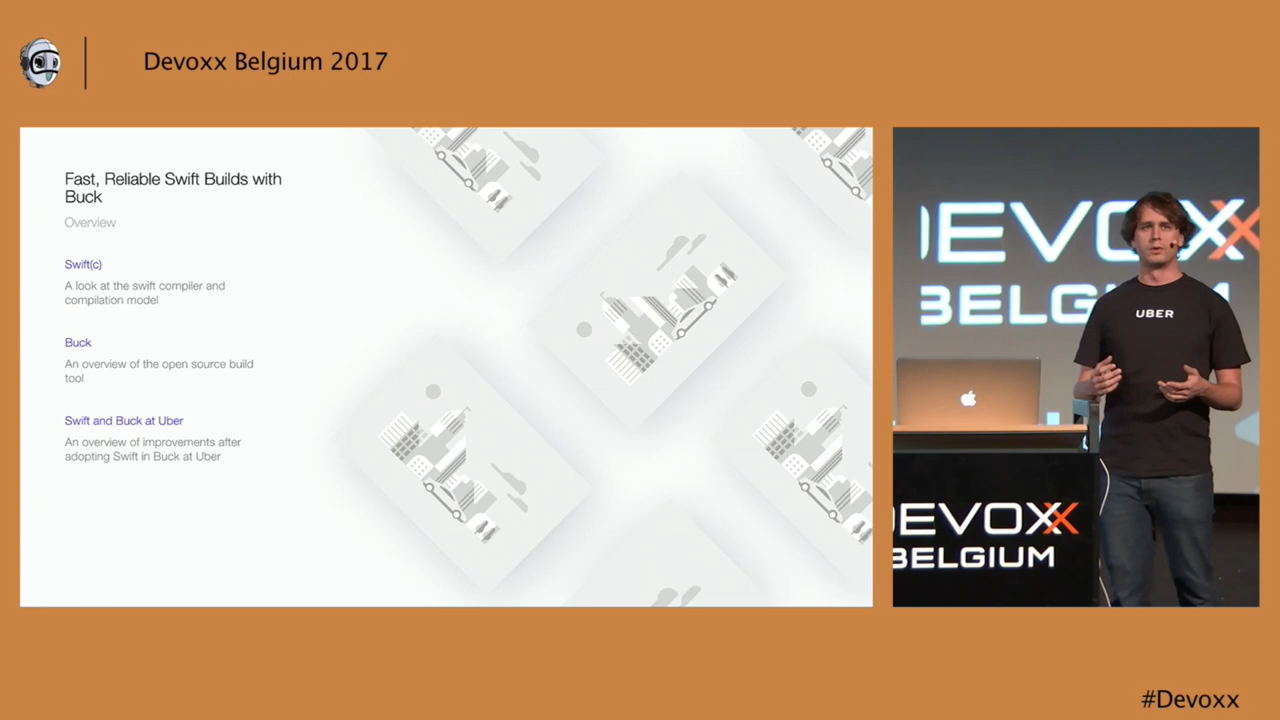 Devoxx Belgium 2017
Fast, Reliable Swift Builds with
Buck
Overview
Swift(c)
A look at the swift compiler and
compilation model
Buck
An overview of the open source build
tool
Swift and Buck at Uber
An overview of improvements after
adopting Swift in Buck at Uber
DEVOXX
BELGIUM
UBER
DEVOXX
BELGIUM
#Devoxx